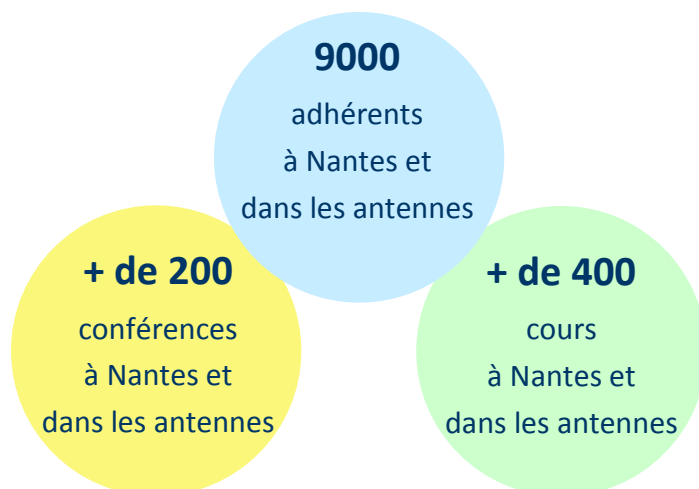 9000
adhérents
à Nantes et
dans les antennes
+ de 200
conférences
à Nantes et
dans les antennes
+ de 400
cours
à Nantes et
dans les antennes